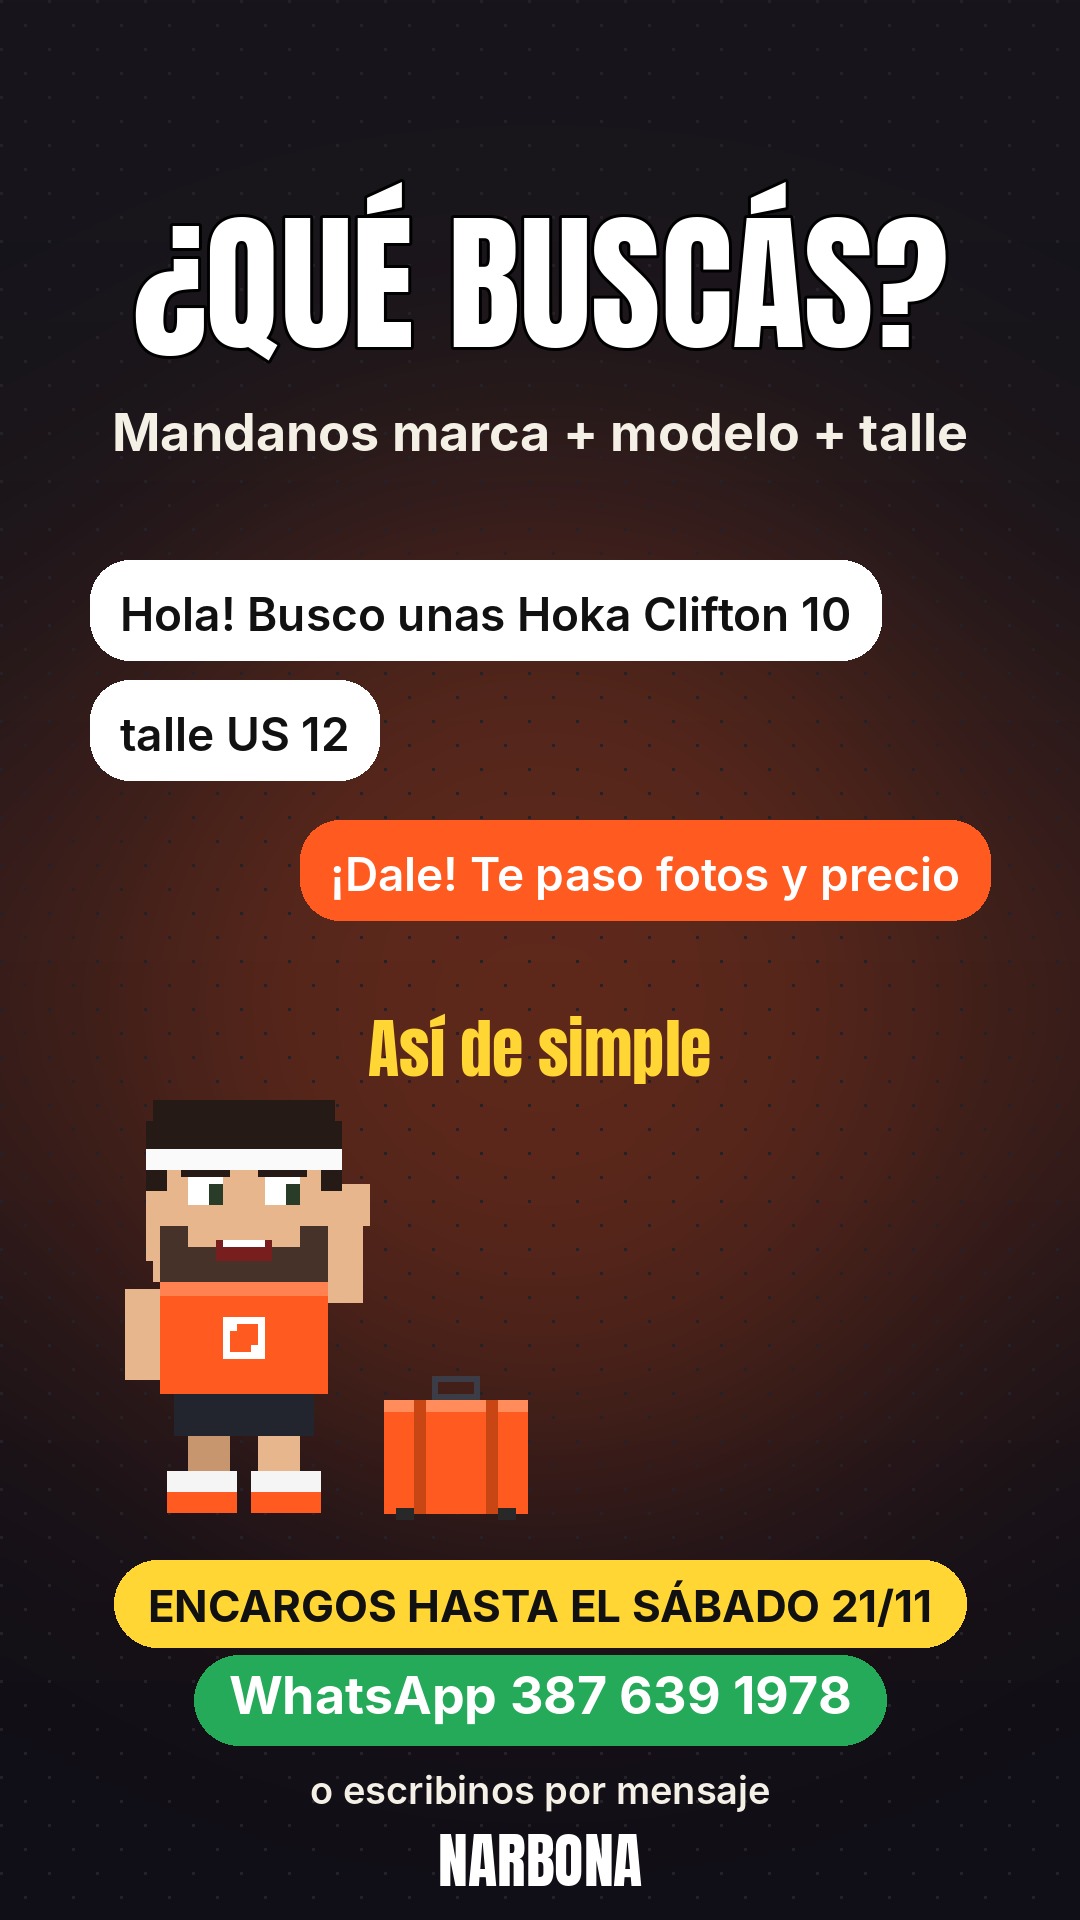 ¿QUÉ BUSCÁS?
Mandanos marca + modelo + talle
Hola! Busco unas Hoka Clifton 10
talle US 12
¡Dale! Te paso fotos y precio
Así de simple
ENCARGOS HASTA EL SÁBADO 21/11
WhatsApp 387 639 1978
o escribinos por mensaje
NARBONA